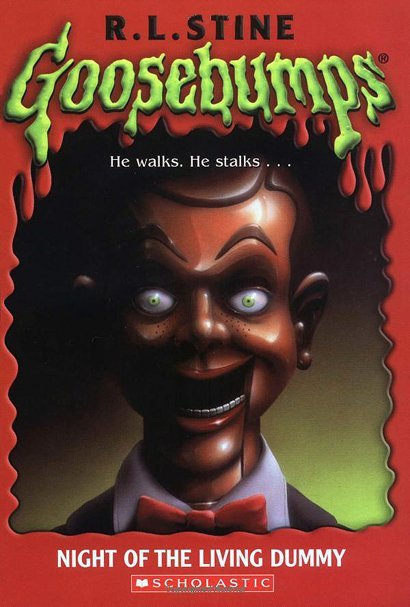 R.L.STINE
Goosebumps®
He walks. He stalks . . .
NIGHT OF THE LIVING DUMMY
SCHOLASTIC